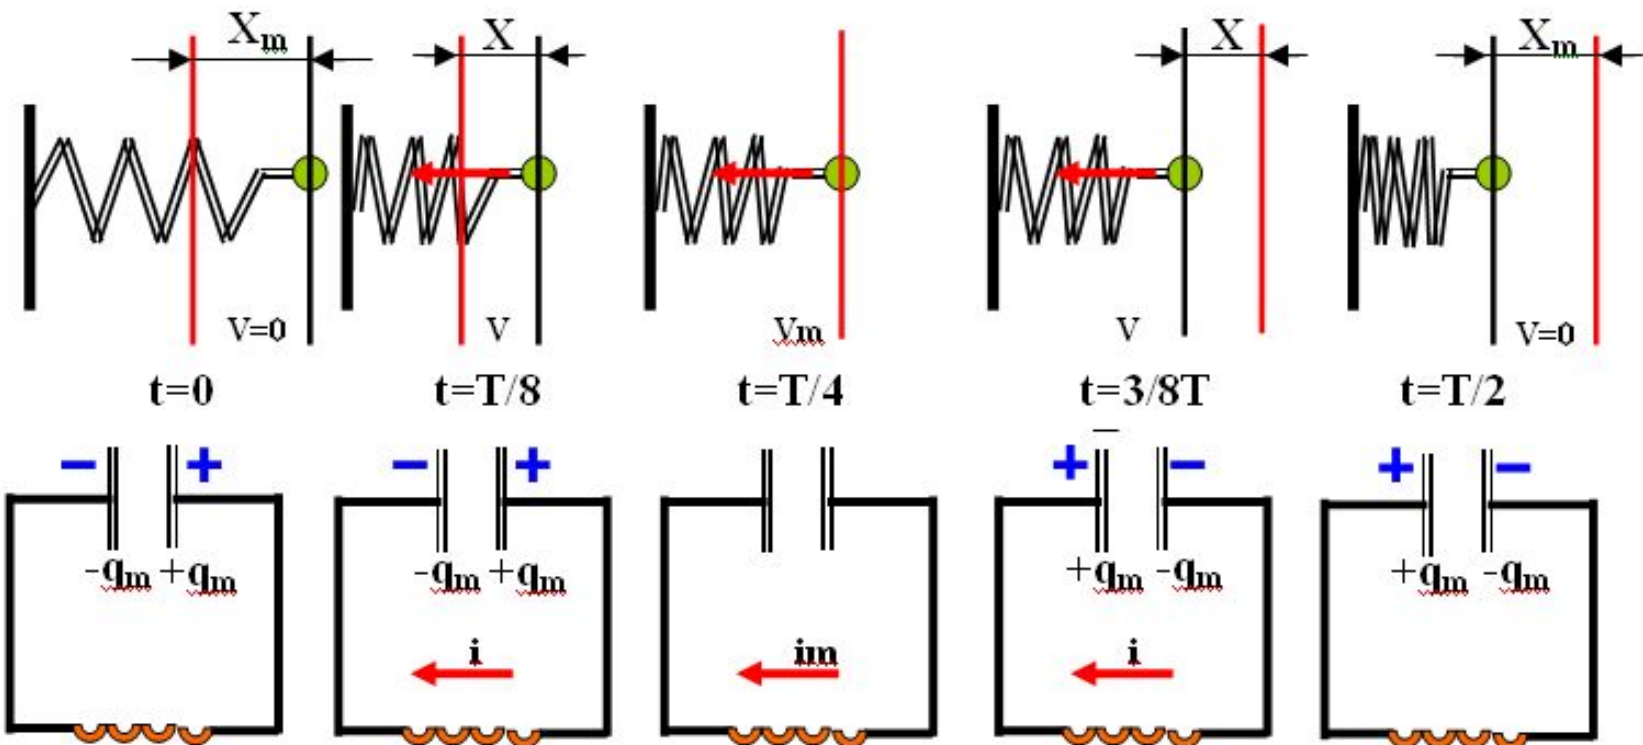 Xm X X Xm
V=0 V Vm V V=0
t=0 t=T/8 t=T/4 t=3/8T t=T/2
− + − + + − + −
-qm +qm -qm +qm +qm -qm +qm -qm
i im i